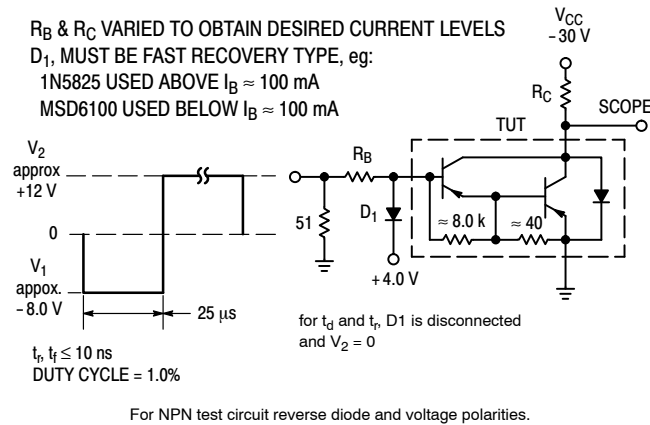 R_B & R_C VARIED TO OBTAIN DESIRED CURRENT LEVELS
D_1, MUST BE FAST RECOVERY TYPE, eg:
1N5825 USED ABOVE I_B ≈ 100 mA
MSD6100 USED BELOW I_B ≈ 100 mA
V_CC
– 30 V
R_C
SCOPE
TUT
V_2
approx
+12 V
0
V_1
appox.
– 8.0 V
25 μs
R_B
51
D_1
+ 4.0 V
≈ 8.0 k
≈ 40
for t_d and t_r, D1 is disconnected
and V_2 = 0
t_r, t_f ≤ 10 ns
DUTY CYCLE = 1.0%
For NPN test circuit reverse diode and voltage polarities.